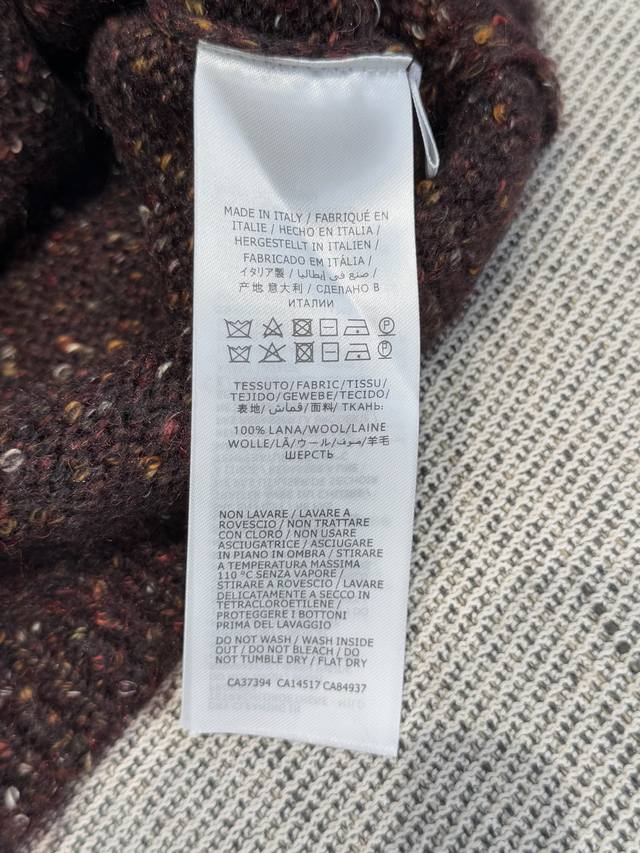 MADE IN ITALY / FABRIQUÉ EN
ITALIE / HECHO EN ITALIA /
HERGESTELLT IN ITALIEN /
FABRICADO EM ITÁLIA /
イタリア製 / صنع في إيطاليا /
产地 意大利 / СДЕЛАНО В
ИТАЛИИ
P
P
TESSUTO/FABRIC/TISSU/
TEJIDO/GEWEBE/TECIDO/
表地/قماش/面料/ ТКАНЬ:
100% LANA/WOOL/LAINE
WOLLE/LÃ/ウール/صوف/羊毛
ШЕРСТЬ
NON LAVARE / LAVARE A
ROVESCIO / NON TRATTARE
CON CLORO / NON USARE
ASCIUGATRICE / ASCIUGARE
IN PIANO IN OMBRA / STIRARE
A TEMPERATURA MASSIMA
110 °C SENZA VAPORE /
STIRARE A ROVESCIO / LAVARE
DELICATAMENTE A SECCO IN
TETRACLOROETILENE /
PROTEGGERE I BOTTONI
PRIMA DEL LAVAGGIO
DO NOT WASH / WASH INSIDE
OUT / DO NOT BLEACH / DO
NOT TUMBLE DRY / FLAT DRY
CA37394 CA14517 CA84937